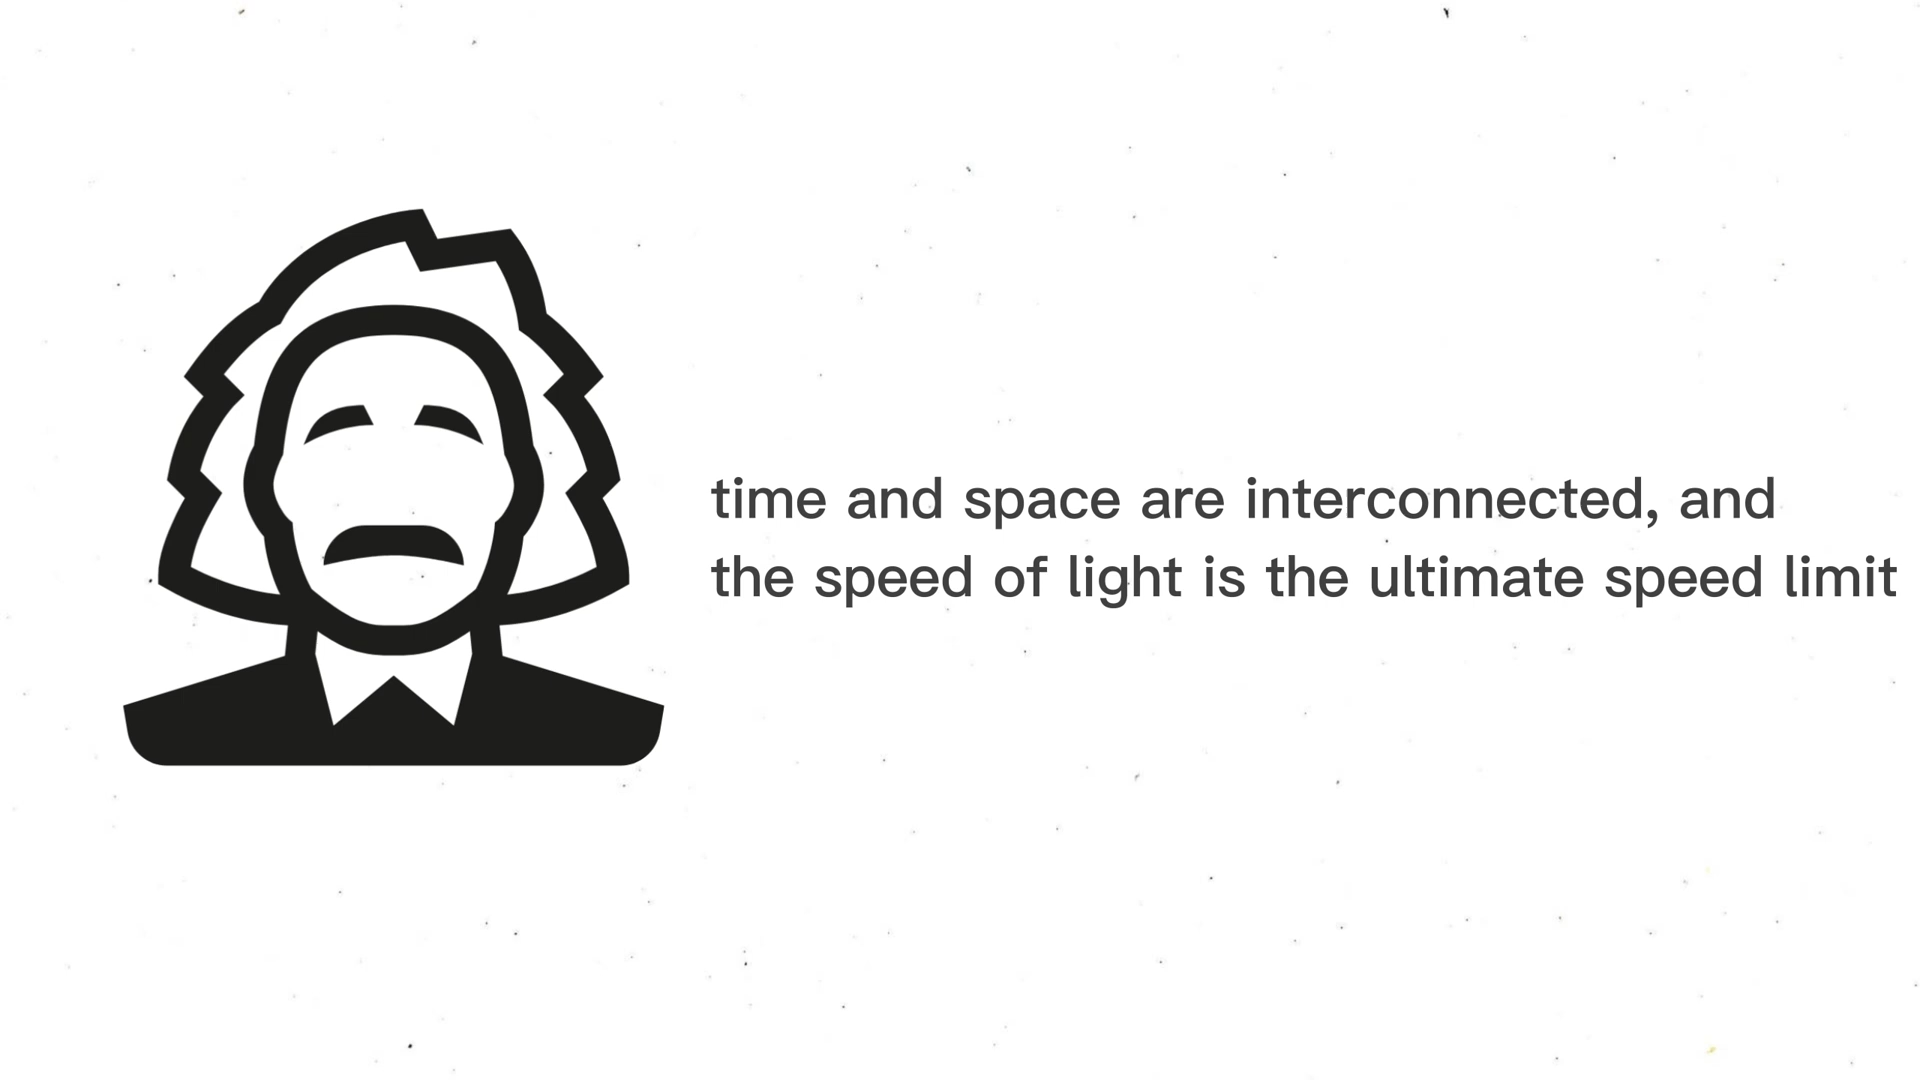 time and space are interconnected, and
the speed of light is the ultimate speed limit